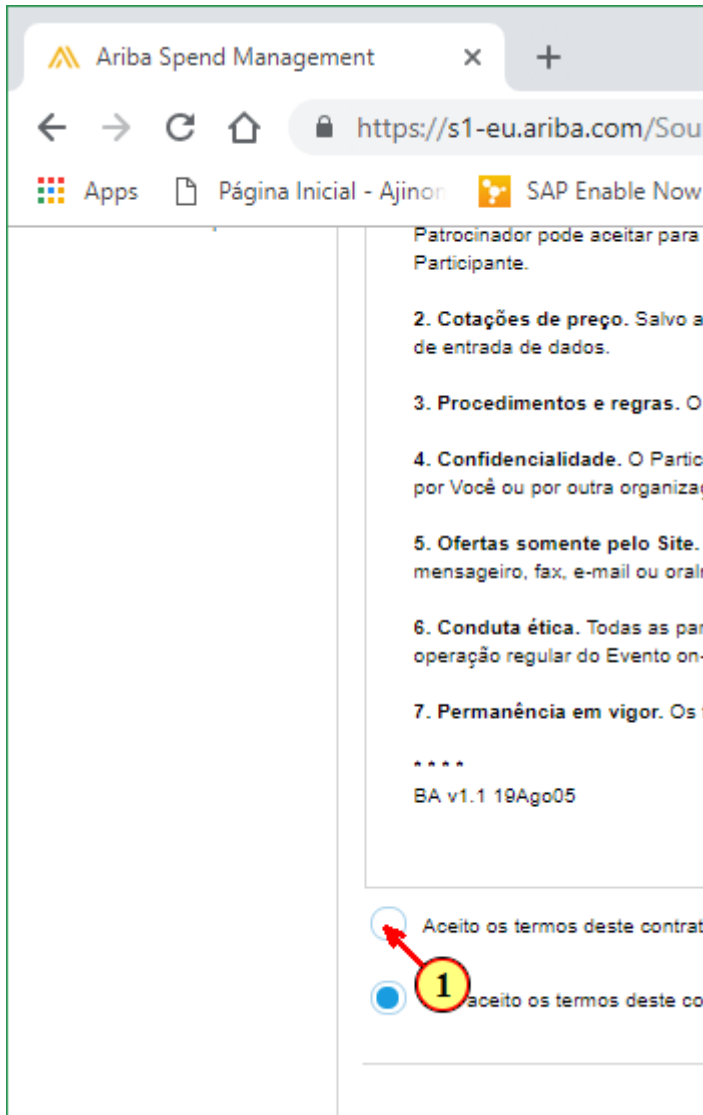 Ariba Spend Management
https://s1-eu.ariba.com/Sou
Apps Página Inicial - Ajinon SAP Enable Now
Patrocinador pode aceitar para
Participante.
2. Cotações de preço. Salvo a
de entrada de dados.
3. Procedimentos e regras. O
4. Confidencialidade. O Partic
por Você ou por outra organiza
5. Ofertas somente pelo Site.
mensageiro, fax, e-mail ou oral
6. Conduta ética. Todas as par
operação regular do Evento on-
7. Permanência em vigor. Os
* * * *
BA v1.1 19Ago05
Aceito os termos deste contrat
1
aceito os termos deste co